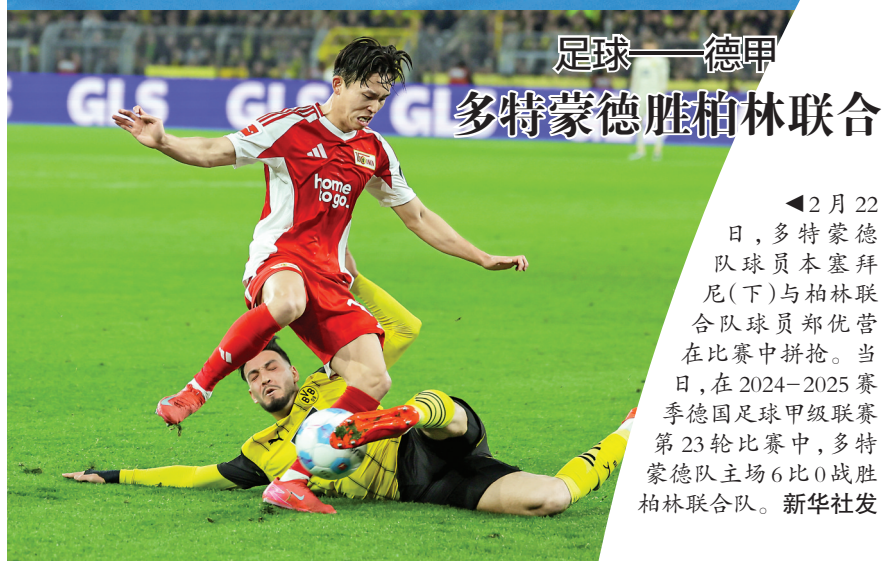 足球——德甲
多特蒙德胜柏林联合
GLS GLS GLS
home
to go.
BVB
◀2月22
日,多特蒙德
队球员本塞拜
尼(下)与柏林联
合队球员郑优营
在比赛中拼抢。当
日,在2024-2025赛
季德国足球甲级联赛
第23轮比赛中,多特
蒙德队主场6比0战胜
柏林联合队。新华社发